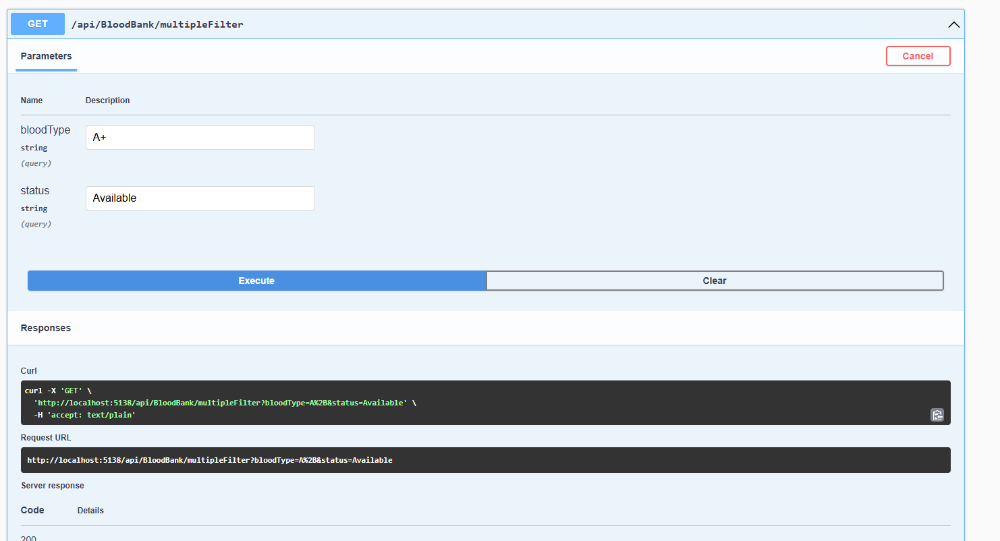 GET /api/BloodBank/multipleFilter
Parameters Cancel
Name Description
bloodType A+
string
(query)
status Available
string
(query)
Execute Clear
Responses
Curl
curl -X 'GET' \
'http://localhost:5138/api/BloodBank/multipleFilter?bloodType=A%2B&status=Available' \
-H 'accept: text/plain'
Request URL
http://localhost:5138/api/BloodBank/multipleFilter?bloodType=A%2B&status=Available
Server response
Code Details
200